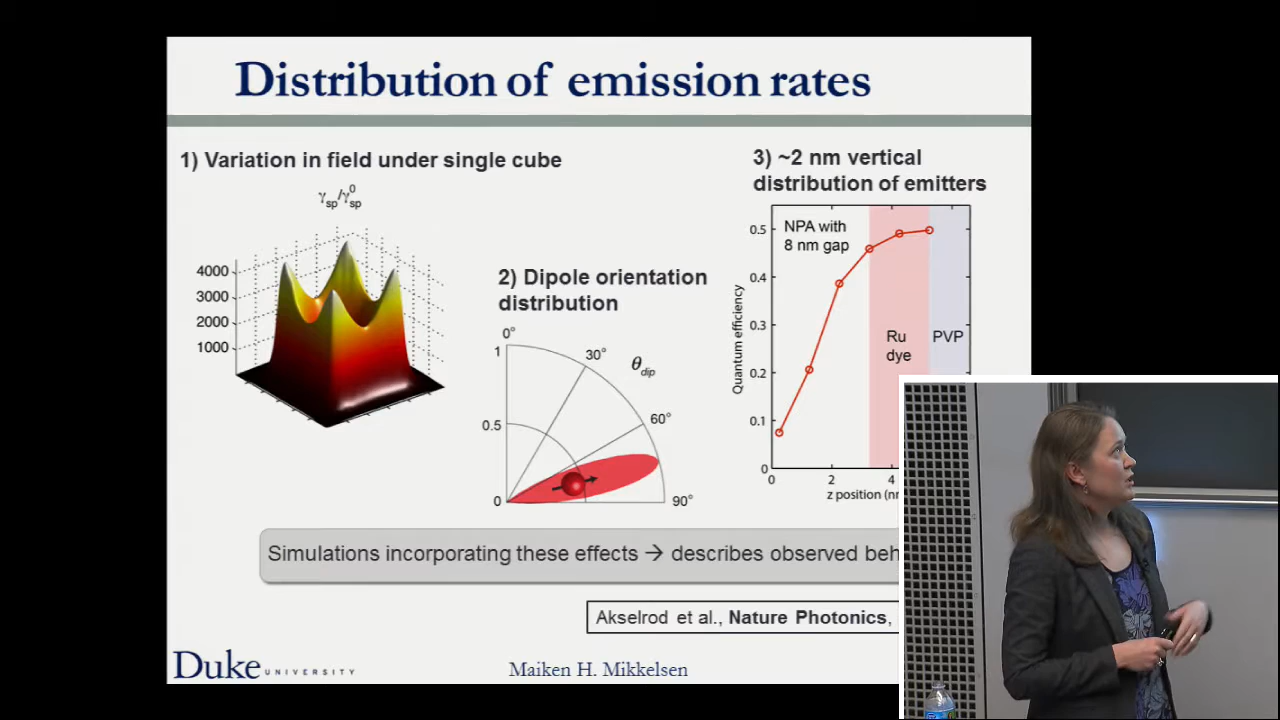 Distribution of emission rates
1) Variation in field under single cube
γsp/γ⁰sp
4000
3000
2000
1000
2) Dipole orientation
distribution
0°
30°
θdip
60°
90°
1
0.5
0
3) ~2 nm vertical
distribution of emitters
NPA with
8 nm gap
Quantum efficiency
0.5
0.4
0.3
0.2
0.1
0
Ru
dye
PVP
0
2
4
z position (nm
Simulations incorporating these effects → describes observed beh
Akselrod et al., Nature Photonics,
Duke UNIVERSITY
Maiken H. Mikkelsen